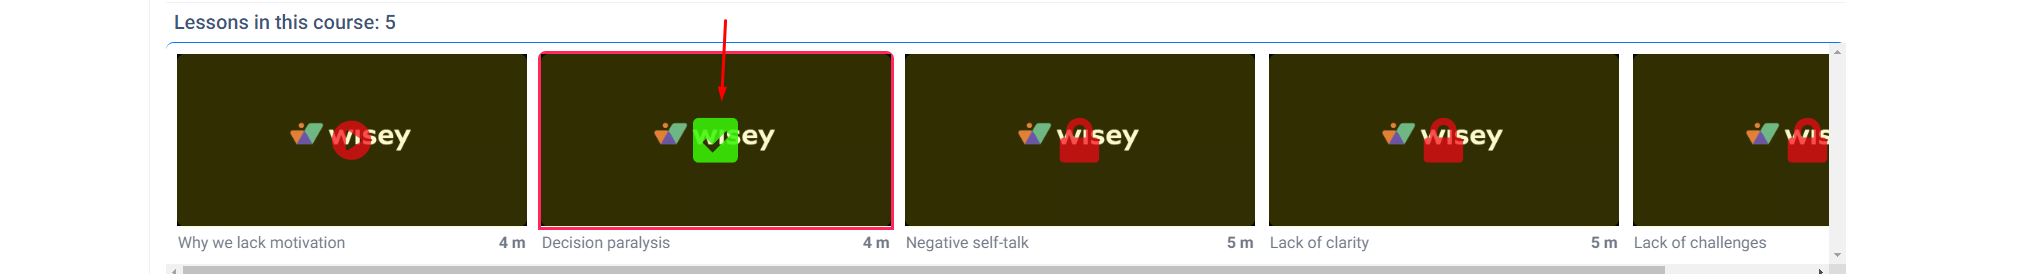 Lessons in this course: 5
wisey
wisey
wisey
wisey
wis
Why we lack motivation 4 m
Decision paralysis 4 m
Negative self-talk 5 m
Lack of clarity 5 m
Lack of challenges